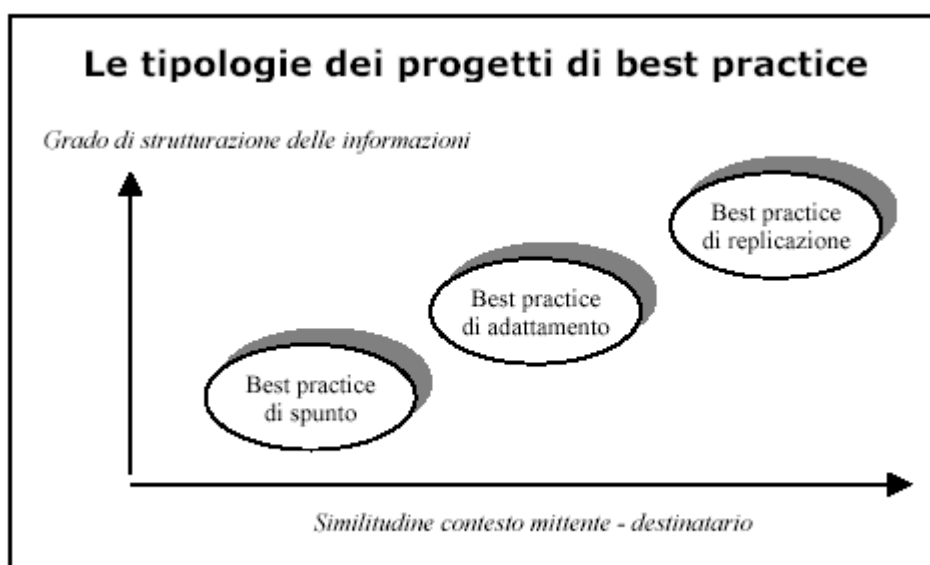 Le tipologie dei progetti di best practice
Grado di strutturazione delle informazioni
Best practice
di replicazione
Best practice
di adattamento
Best practice
di spunto
Similitudine contesto mittente - destinatario